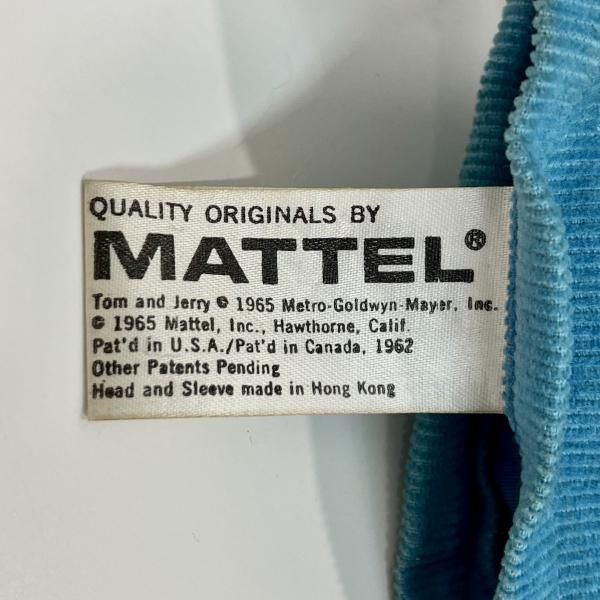 QUALITY ORIGINALS BY
MATTEL®
Tom and Jerry © 1965 Metro-Goldwyn-Mayer, Inc.
© 1965 Mattel, Inc., Hawthorne, Calif.
Pat'd in U.S.A./Pat'd in Canada, 1962
Other Patents Pending
Head and Sleeve made in Hong Kong